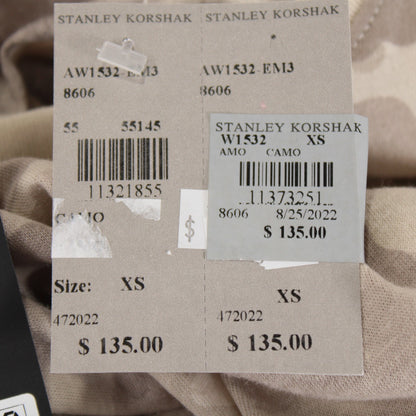 STANLEY KORSHAK
AW1532-EM3
8606
55 55145
11321855
CAMO
Size: XS
472022
$ 135.00
STANLEY KORSHAK
AW1532-EM3
8606
STANLEY KORSHAK
W1532 XS
AMO CAMO
11373251
8606 8/25/2022
$ 135.00
$
XS
472022
$ 135.00